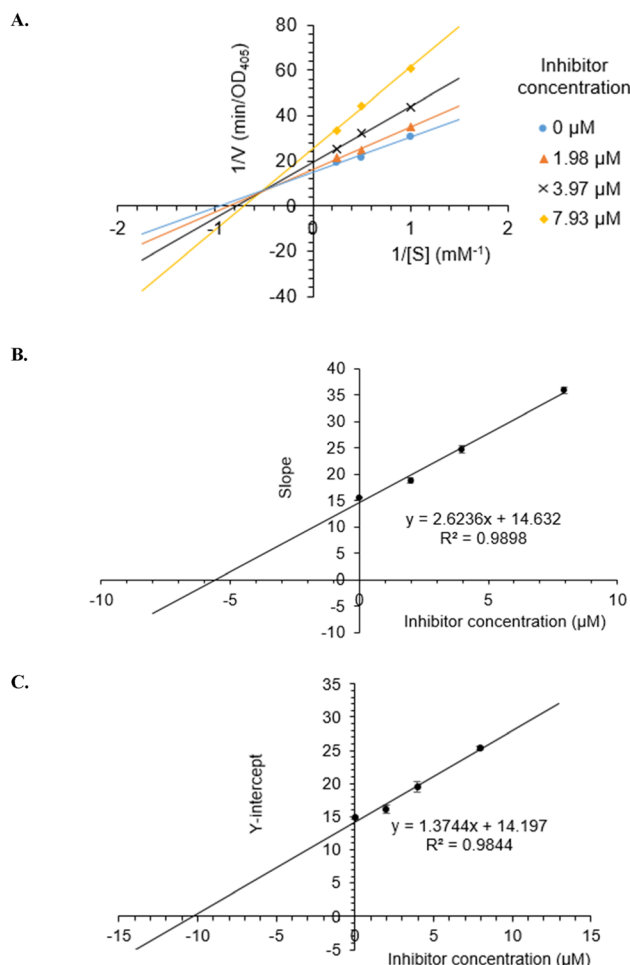 A.
80
60
40
20
0
-20
-40
-2
-1
0
1
2
1/V (min/OD405)
1/[S] (mM-1)
Inhibitor
concentration
0 µM
1.98 µM
3.97 µM
7.93 µM
B.
40
35
30
25
20
15
10
5
0
-5
-10
-10
-5
0
5
10
Slope
y = 2.6236x + 14.632
R² = 0.9898
Inhibitor concentration (µM)
C.
35
30
25
20
15
10
5
0
-5
-15
-10
-5
0
5
10
15
Y-intercept
y = 1.3744x + 14.197
R² = 0.9844
Inhibitor concentration (µM)